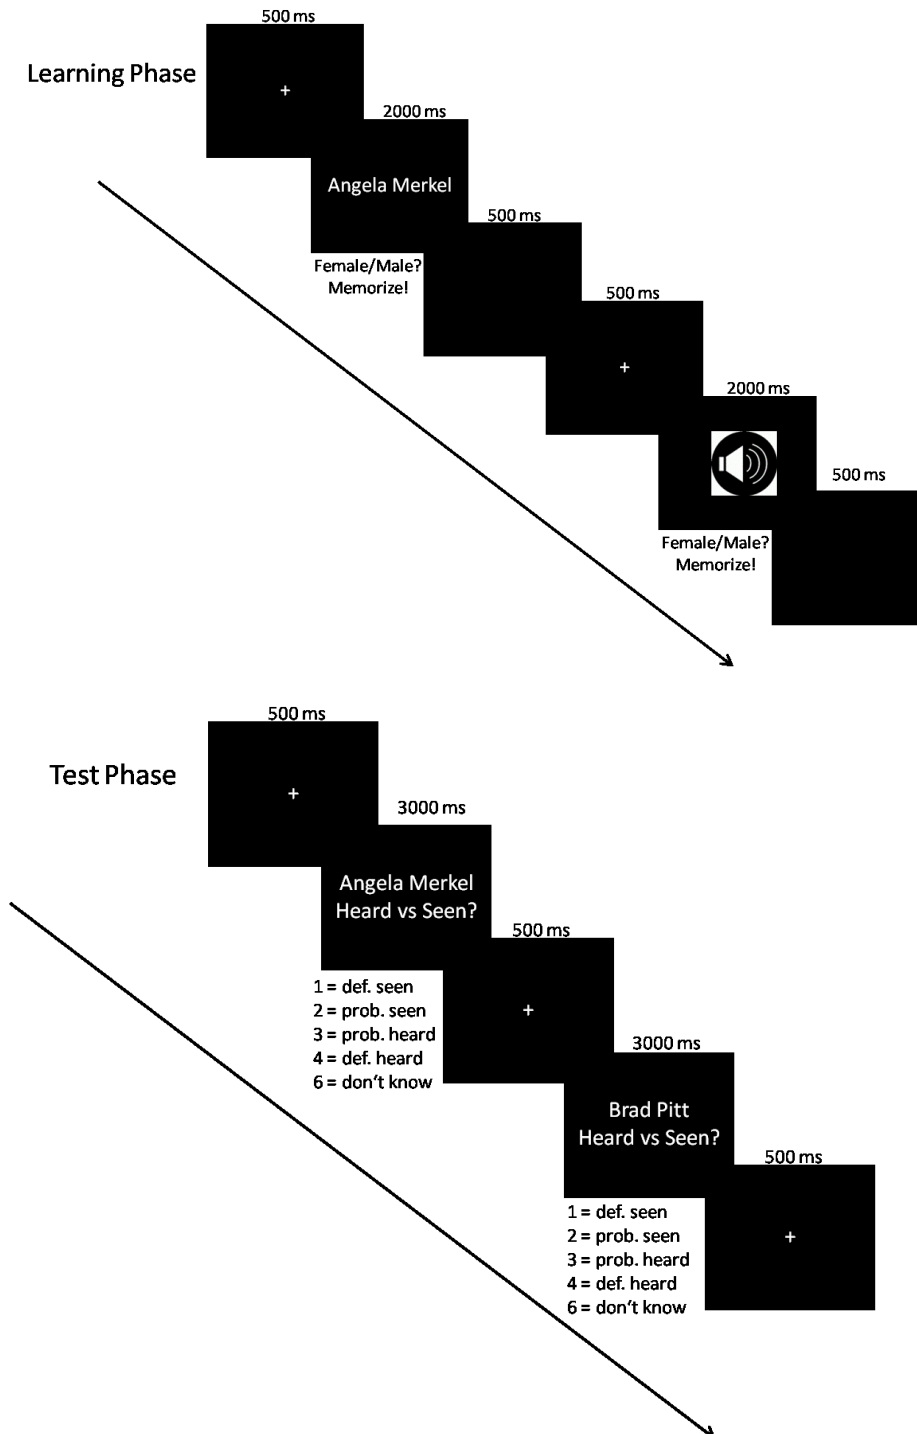 500 ms
Learning Phase
+
2000 ms
Angela Merkel
Female/Male?
Memorize!
500 ms
500 ms
+
2000 ms
Female/Male?
Memorize!
500 ms
500 ms
Test Phase
+
3000 ms
Angela Merkel
Heard vs Seen?
1 = def. seen
2 = prob. seen
3 = prob. heard
4 = def. heard
6 = don't know
500 ms
+
3000 ms
Brad Pitt
Heard vs Seen?
1 = def. seen
2 = prob. seen
3 = prob. heard
4 = def. heard
6 = don't know
500 ms
+